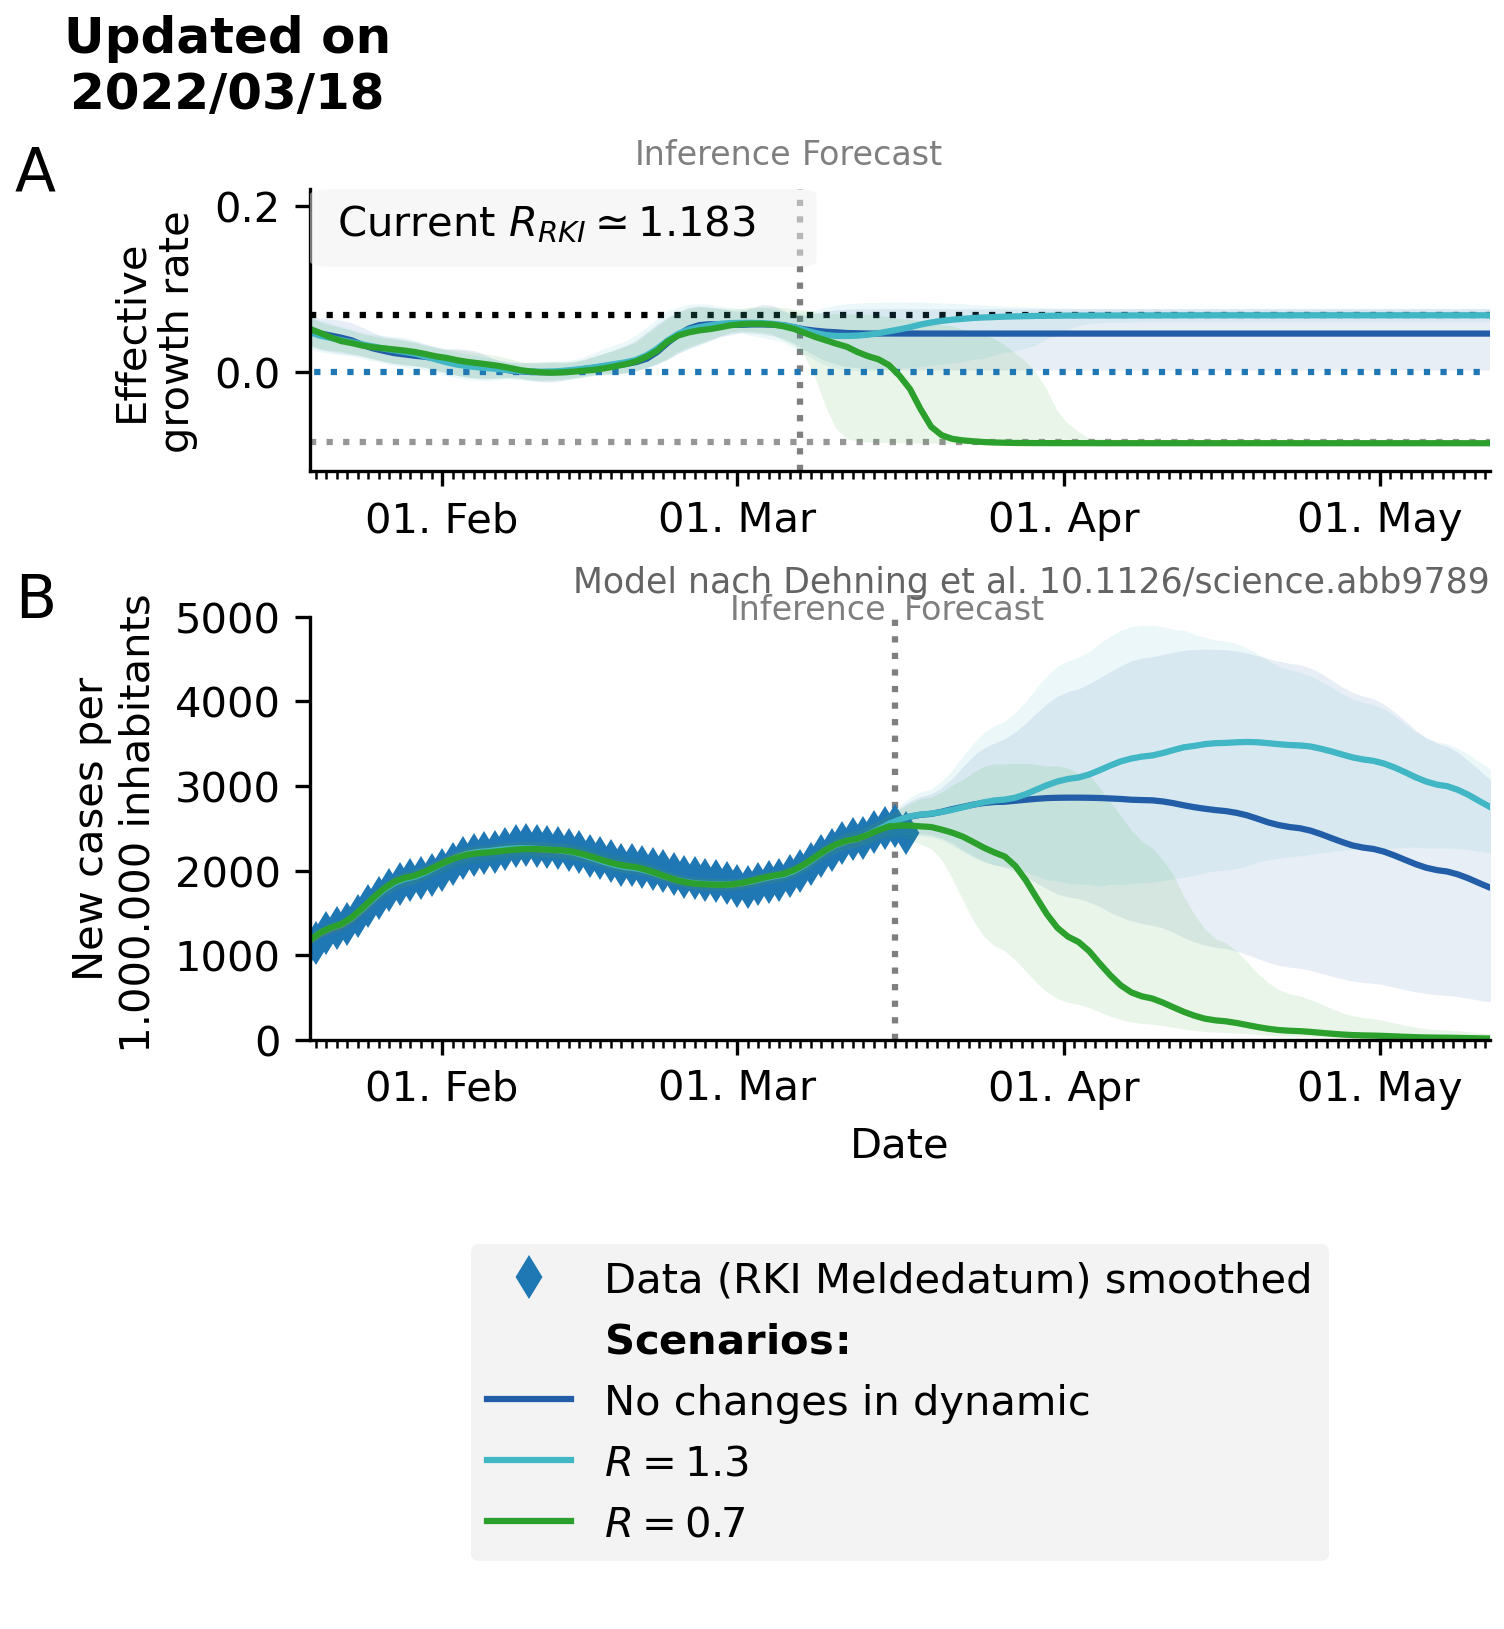 Updated on
2022/03/18
A
Inference Forecast
Current R_RKI ≃ 1.183
Effective
growth rate
0.2
0.0
01. Feb
01. Mar
01. Apr
01. May
Model nach Dehning et al. 10.1126/science.abb9789
B
Inference Forecast
New cases per
1.000.000 inhabitants
5000
4000
3000
2000
1000
0
01. Feb
01. Mar
01. Apr
01. May
Date
Data (RKI Meldedatum) smoothed
Scenarios:
No changes in dynamic
R = 1.3
R = 0.7